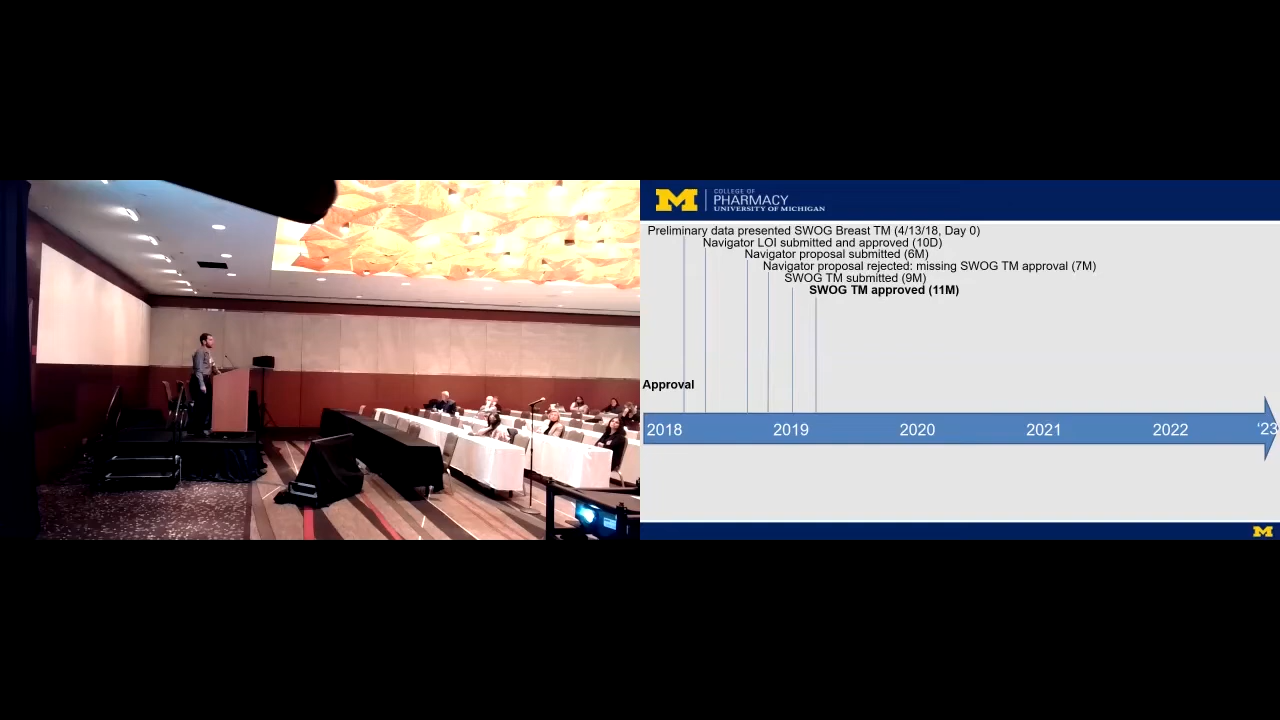 M
COLLEGE OF
PHARMACY
UNIVERSITY OF MICHIGAN
Preliminary data presented SWOG Breast TM (4/13/18, Day 0)
Navigator LOI submitted and approved (10D)
Navigator proposal submitted (6M)
Navigator proposal rejected: missing SWOG TM approval (7M)
SWOG TM submitted (9M)
SWOG TM approved (11M)
Approval
2018 2019 2020 2021 2022 '23
M